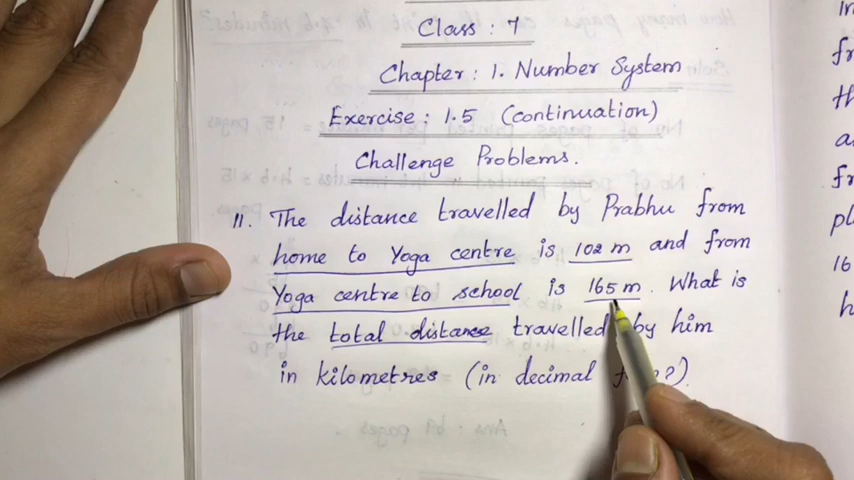 Class : 7
Chapter : 1. Number System
Exercise : 1.5 (continuation)
Challenge Problems.
11. The distance travelled by Prabhu from
home to Yoga centre is 102 m and from
Yoga centre to school is 165 m. What is
the total distance travelled by him
in kilometres (in decimal